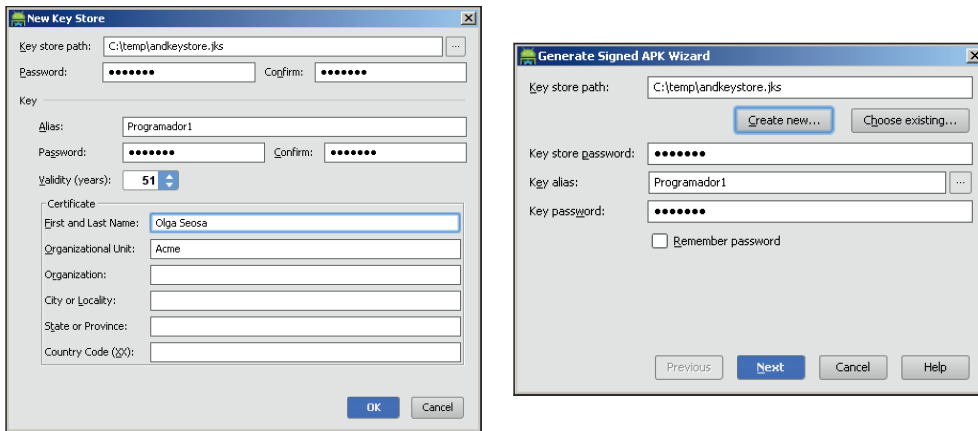 New Key Store
Key store path: C:\temp\andkeystore.jks ...
Password: ••••••• Confirm: •••••••
Key
Alias: Programador1
Password: ••••••• Confirm: •••••••
Validity (years): 51
Certificate
First and Last Name: Olga Seosa
Organizational Unit: Acme
Organization:
City or Locality:
State or Province:
Country Code (XX):
OK Cancel
Generate Signed APK Wizard
Key store path: C:\temp\andkeystore.jks
Create new... Choose existing...
Key store password: •••••••
Key alias: Programador1 ...
Key password: •••••••
Remember password
Previous Next Cancel Help